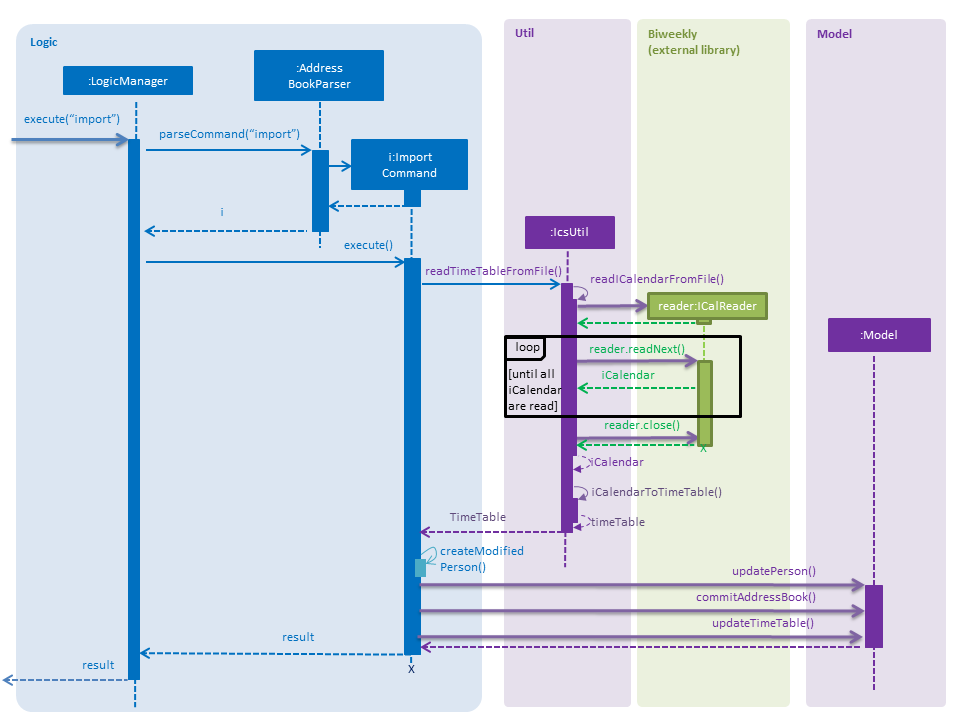 Logic
Util
Biweekly
(external library)
Model
:LogicManager
:Address
BookParser
execute(“import”)
parseCommand(“import”)
i:Import
Command
i
execute()
:IcsUtil
readTimeTableFromFile()
readICalendarFromFile()
reader:ICalReader
:Model
loop
reader.readNext()
[until all
iCalendar
are read]
iCalendar
reader.close()
X
iCalendar
iCalendarToTimeTable()
TimeTable
timeTable
createModified
Person()
updatePerson()
commitAddressBook()
updateTimeTable()
result
X
result